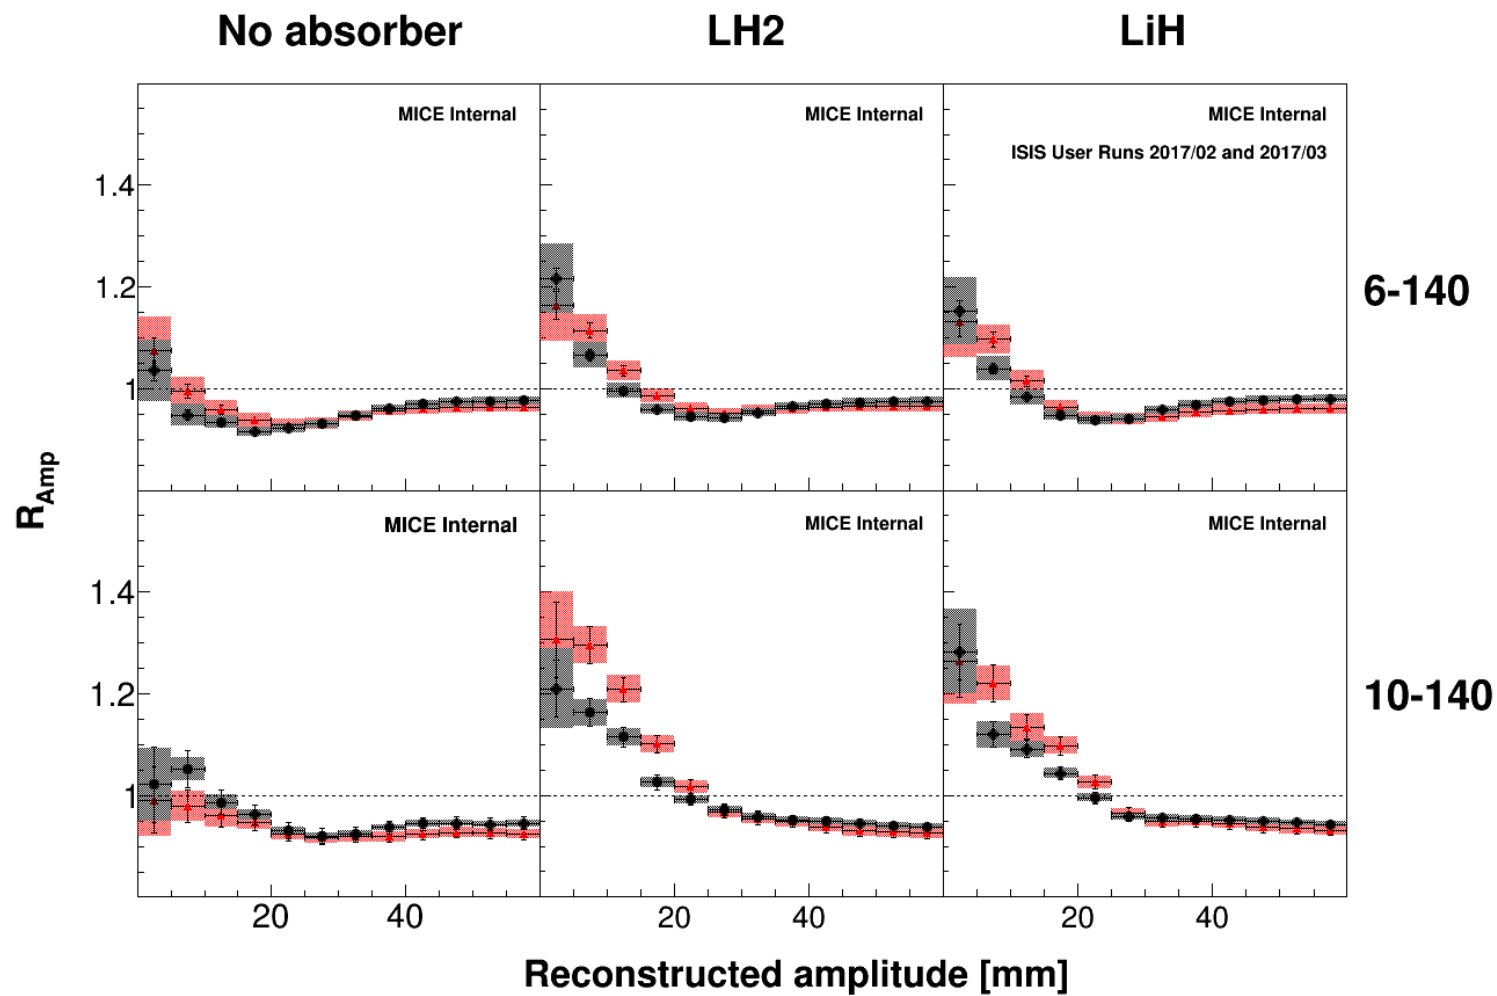 No absorber LH2 LiH
MICE Internal MICE Internal MICE Internal
ISIS User Runs 2017/02 and 2017/03
1.4
1.2
1
6-140
R_Amp
MICE Internal MICE Internal MICE Internal
1.4
1.2
1
10-140
20 40 20 40 20 40
Reconstructed amplitude [mm]